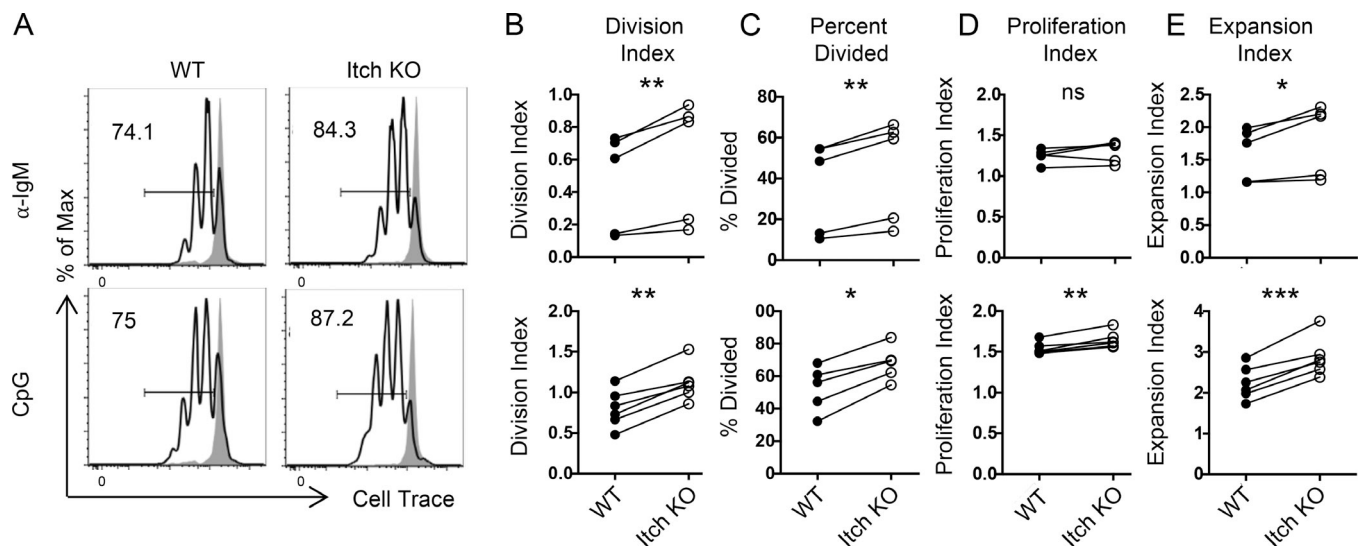 A
WT
Itch KO
α-IgM
% of Max
74.1
84.3
0
0
CpG
75
87.2
0
0
Cell Trace
B
Division
Index
**
Division Index
1.0
0.8
0.6
0.4
0.2
0.0
**
Division Index
2.0
1.5
1.0
0.5
0.0
WT
Itch KO
C
Percent
Divided
**
% Divided
80
60
40
20
0
*
% Divided
00
80
60
40
20
00
WT
Itch KO
D
Proliferation
Index
ns
Proliferation Index
2.0
1.5
1.0
0.5
0.0
**
Proliferation Index
2.0
1.5
1.0
0.5
0.0
WT
Itch KO
E
Expansion
Index
*
Expansion Index
2.5
2.0
1.5
1.0
0.5
0.0
***
Expansion Index
4
3
2
1
0
WT
Itch KO